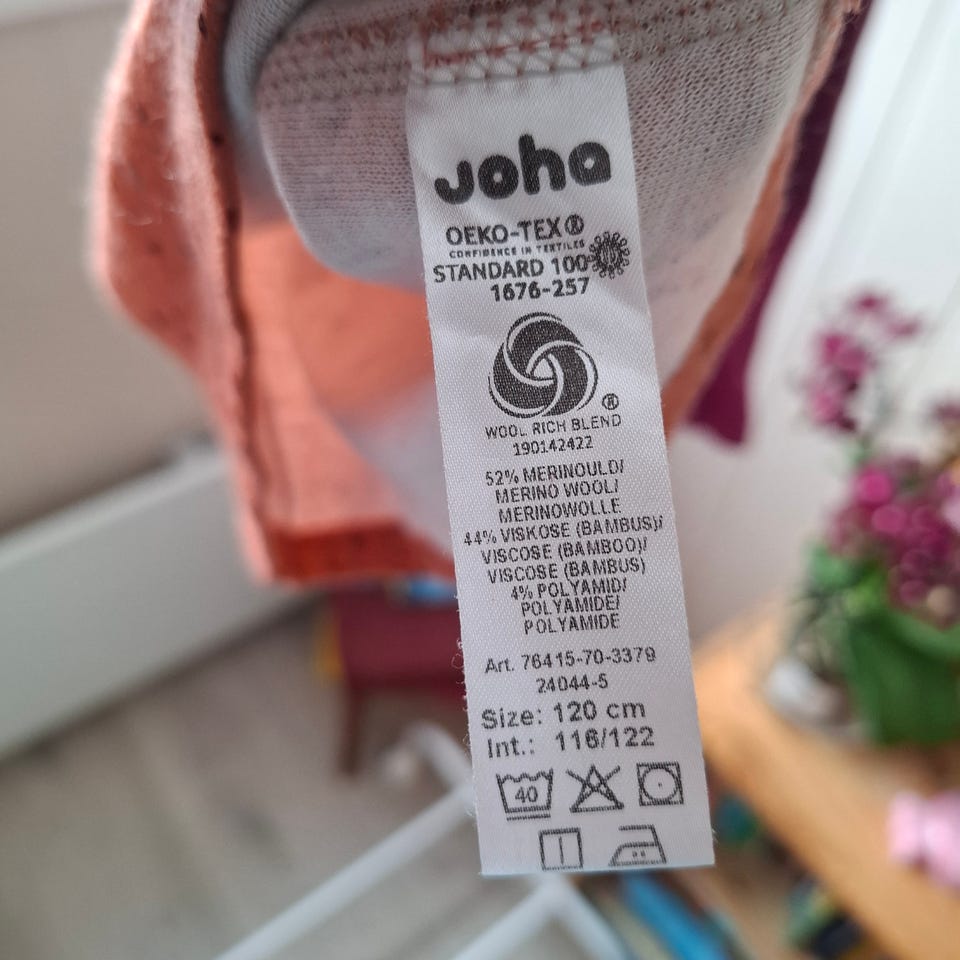 Joha
OEKO-TEX®
CONFIDENCE IN TEXTILES
STANDARD 100
1676-257
®
WOOL RICH BLEND
190142422
52% MERINOULD/
MERINO WOOL/
MERINOWOLLE
44% VISKOSE (BAMBUS)/
VISCOSE (BAMBOO)/
VISCOSE (BAMBUS)
4% POLYAMID/
POLYAMIDE/
POLYAMIDE
Art. 76415-70-3379
24044-5
Size: 120 cm
Int.: 116/122
40